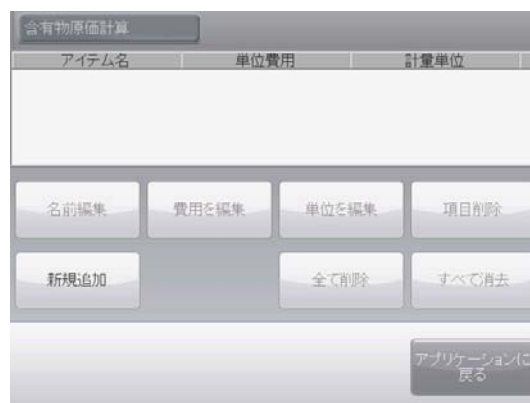 含有物原価計算
アイテム名 単位費用 計量単位
名前編集 費用を編集 単位を編集 項目削除
新規追加 全て削除 すべて消去
アプリケーションに
戻る